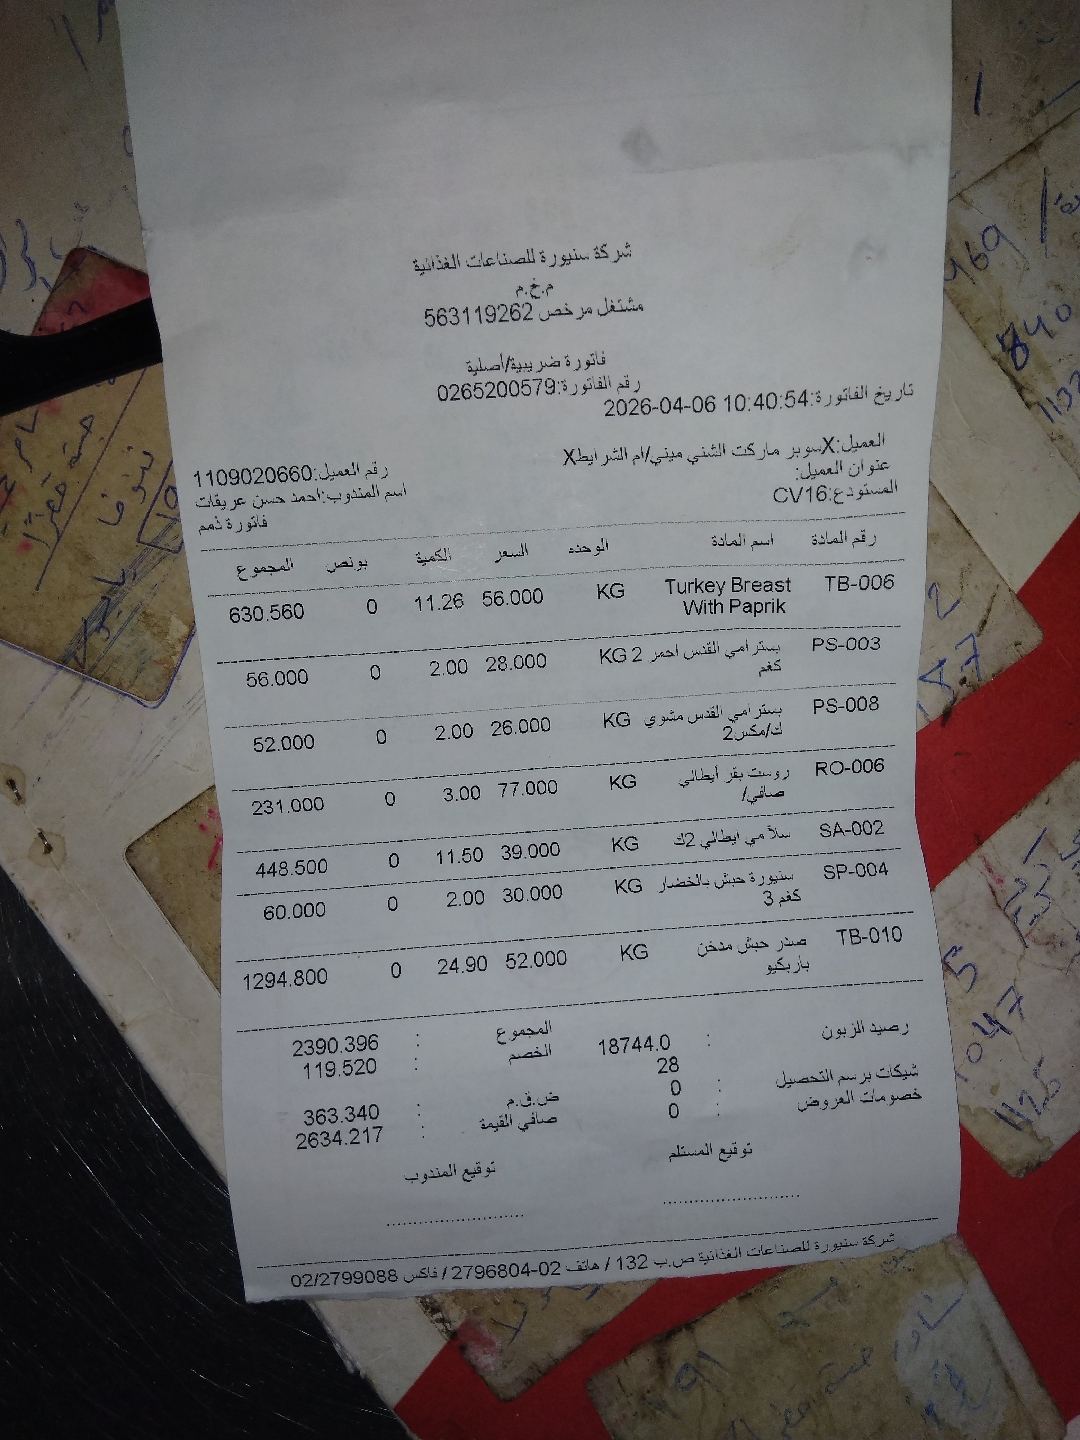 شركة سنيورة للصناعات الغذائية
م.خ.م
مشتغل مرخص 563119262
فاتورة ضريبية/اصلية
رقم الفاتورة:0265200579
تاريخ الفاتورة:2026-04-06 10:40:54
العميل:Xسوبر ماركت الشني ميني/ام الشرايطX
عنوان العميل:
رقم العميل:1109020660
المستودع:CV16
اسم المندوب:احمد حسن عريقات
فاتورة ذمم
رقم المادة اسم المادة الوحده السعر الكمية بونص المجموع
TB-006 Turkey Breast With Paprik KG 56.000 11.26 0 630.560
PS-003 بسترامي القدس احمر 2 كغم KG 28.000 2.00 0 56.000
PS-008 بسترامي القدس مشوي ك/مكس2 KG 26.000 2.00 0 52.000
RO-006 روست بقر أيطالي صافي/ KG 77.000 3.00 0 231.000
SA-002 سلامي ايطالي 2ك KG 39.000 11.50 0 448.500
SP-004 سنيورة حبش بالخضار 3 كغم KG 30.000 2.00 0 60.000
TB-010 صدر حبش مدخن باربكيو KG 52.000 24.90 0 1294.800
رصيد الزبون : 18744.0 28
المجموع : 2390.396
الخصم : 119.520
شيكات برسم التحصيل : 0
ض.ق.م : 363.340
خصومات العروض : 0
صافي القيمة : 2634.217
توقيع المستلم
توقيع المندوب
شركة سنيورة للصناعات الغذائية ص.ب 132 / هاتف 02-2796804 / فاكس 02/2799088
469
840
1132
1047
1125